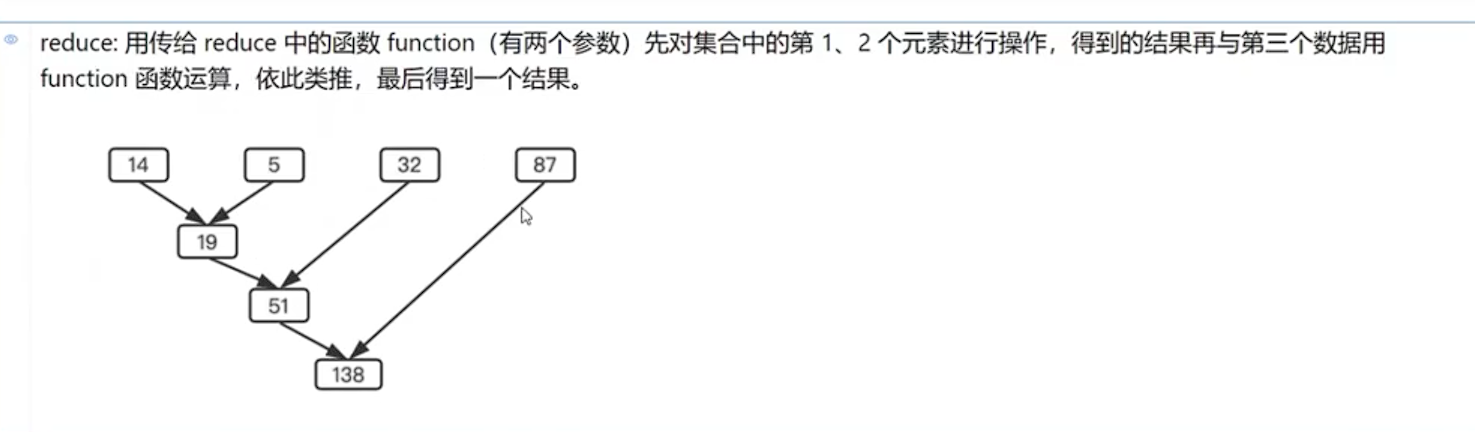 reduce: 用传给 reduce 中的函数 function（有两个参数）先对集合中的第 1、2 个元素进行操作，得到的结果再与第三个数据用
function 函数运算，依此类推，最后得到一个结果。
14 5 32 87
19
51
138